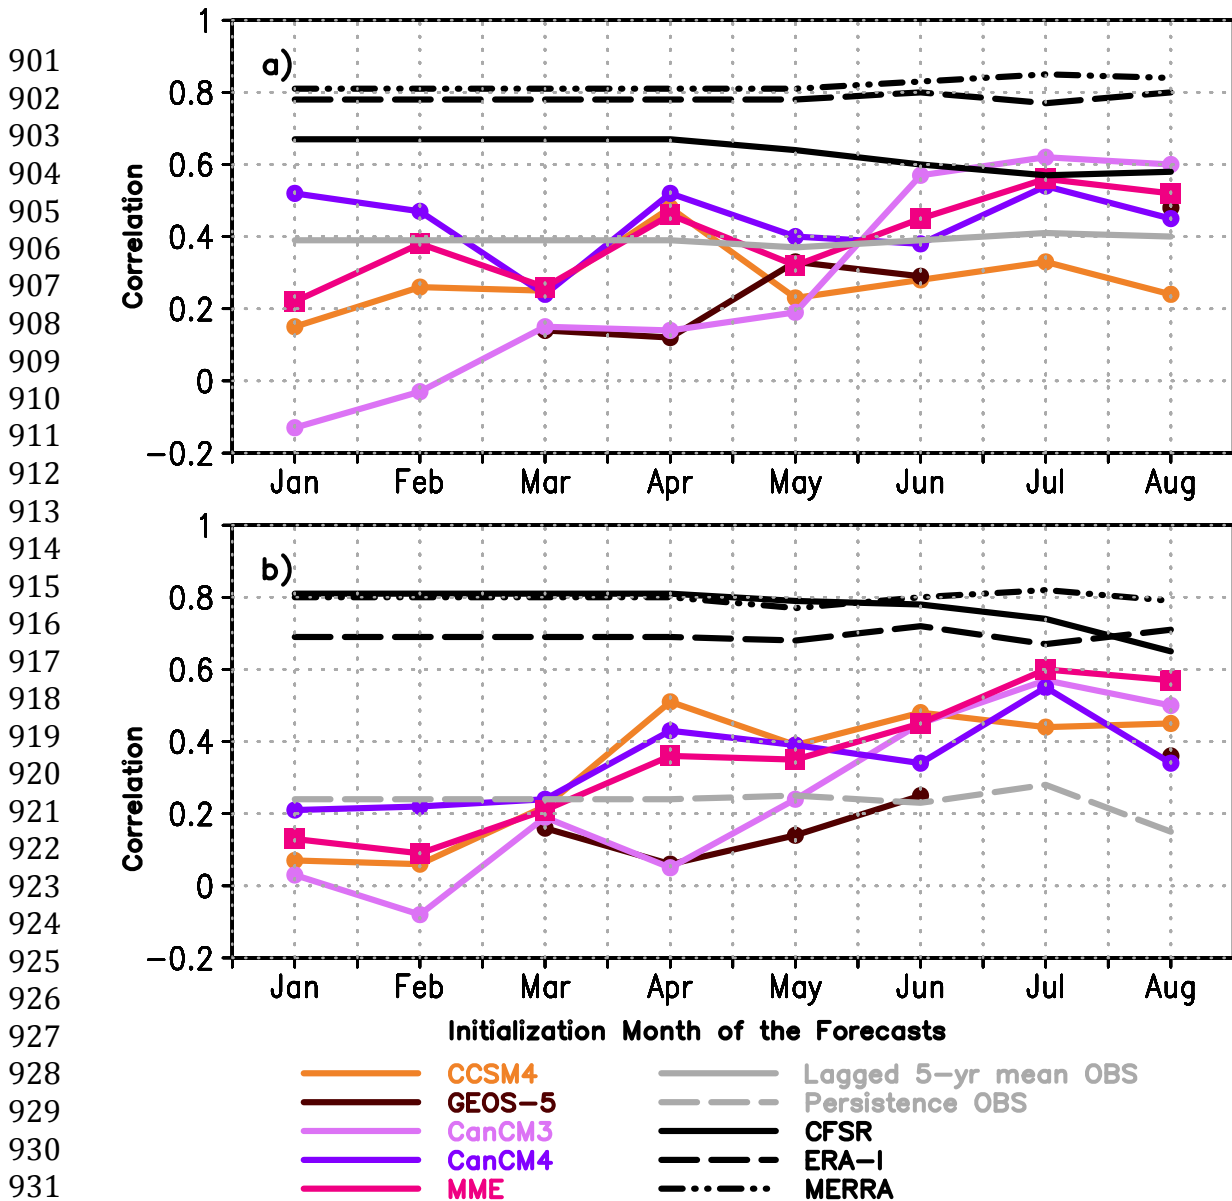 901
902
903
904
905
906
907
908
909
910
911
912
913
914
915
916
917
918
919
920
921
922
923
924
925
926
927
928
929
930
931
a)
Correlation
1
0.8
0.6
0.4
0.2
0
−0.2
Jan Feb Mar Apr May Jun Jul Aug
b)
Correlation
1
0.8
0.6
0.4
0.2
0
−0.2
Jan Feb Mar Apr May Jun Jul Aug
Initialization Month of the Forecasts
CCSM4
GEOS−5
CanCM3
CanCM4
MME
Lagged 5−yr mean OBS
Persistence OBS
CFSR
ERA−I
MERRA